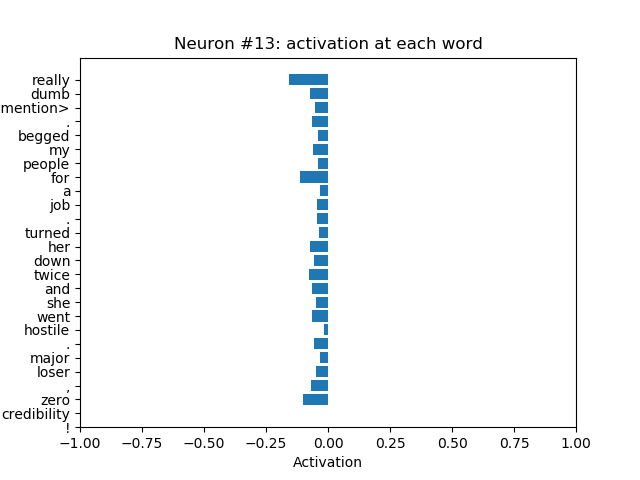 Neuron #13: activation at each word
really
dumb
mention>
.
begged
my
people
for
a
job
.
turned
her
down
twice
and
she
went
hostile
.
major
loser
,
zero
credibility
!
−1.00 −0.75 −0.50 −0.25 0.00 0.25 0.50 0.75 1.00
Activation